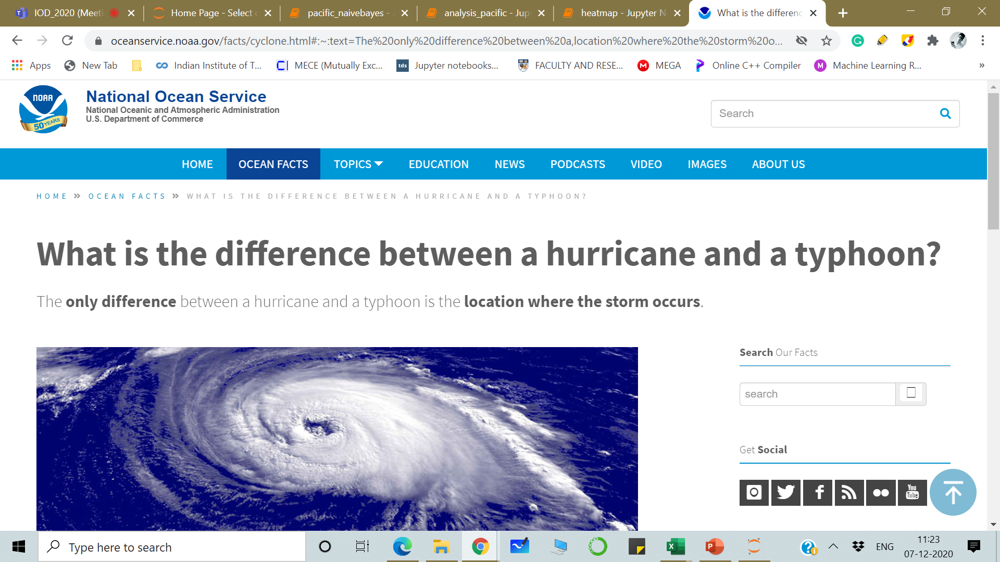 IOD_2020 (Meeti
Home Page - Select
pacific_naivebayes -
analysis_pacific - Jup
heatmap - Jupyter N
What is the differenc
oceanservice.noaa.gov/facts/cyclone.html#:~:text=The%20only%20difference%20between%20a,location%20where%20the%20storm%20o...
Apps
New Tab
Indian Institute of T...
MECE (Mutually Exc...
tds
Jupyter notebooks...
FACULTY AND RESE...
MEGA
Online C++ Compiler
Machine Learning R...
NOAA
50 YEARS
National Ocean Service
National Oceanic and Atmospheric Administration
U.S. Department of Commerce
Search
HOME OCEAN FACTS TOPICS EDUCATION NEWS PODCASTS VIDEO IMAGES ABOUT US
HOME » OCEAN FACTS » WHAT IS THE DIFFERENCE BETWEEN A HURRICANE AND A TYPHOON?
What is the difference between a hurricane and a typhoon?
The only difference between a hurricane and a typhoon is the location where the storm occurs.
Search Our Facts
search
Get Social
You
Tube
Type here to search
ENG
11:23
07-12-2020